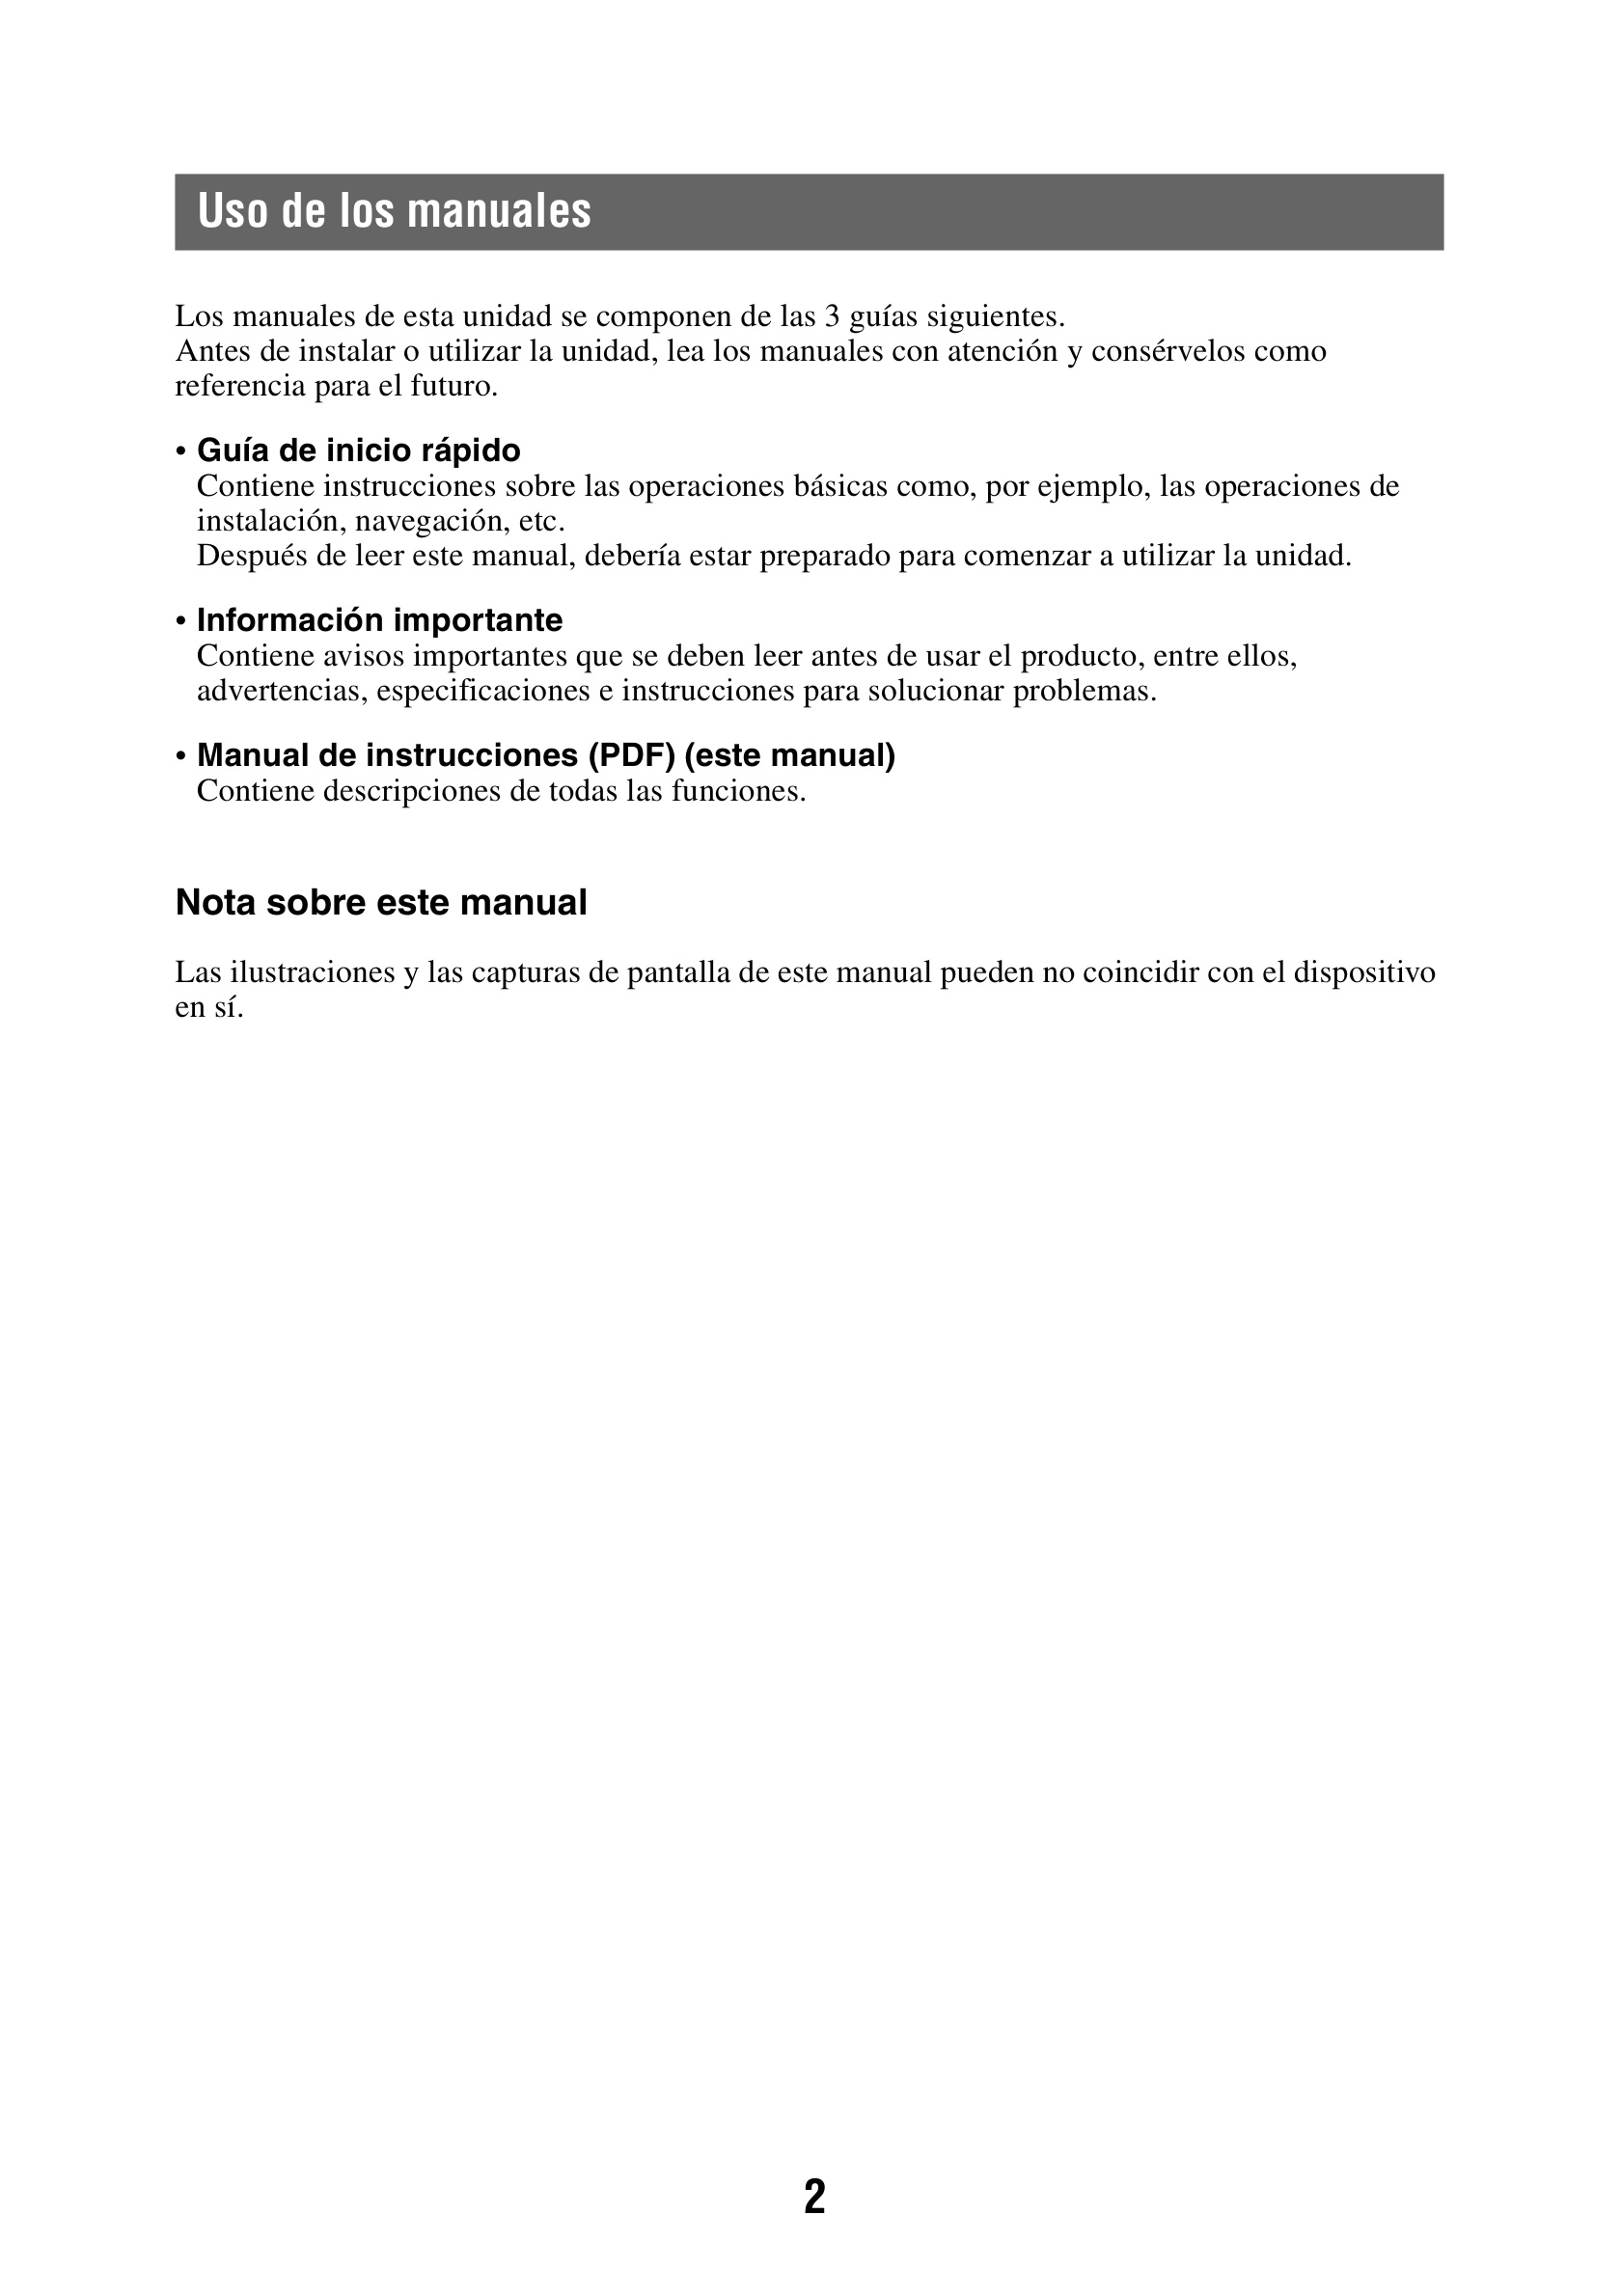 Uso de los manuales
Los manuales de esta unidad se componen de las 3 guías siguientes.
Antes de instalar o utilizar la unidad, lea los manuales con atención y consérvelos como
referencia para el futuro.
• Guía de inicio rápido
Contiene instrucciones sobre las operaciones básicas como, por ejemplo, las operaciones de
instalación, navegación, etc.
Después de leer este manual, debería estar preparado para comenzar a utilizar la unidad.
• Información importante
Contiene avisos importantes que se deben leer antes de usar el producto, entre ellos,
advertencias, especificaciones e instrucciones para solucionar problemas.
• Manual de instrucciones (PDF) (este manual)
Contiene descripciones de todas las funciones.
Nota sobre este manual
Las ilustraciones y las capturas de pantalla de este manual pueden no coincidir con el dispositivo
en sí.
2